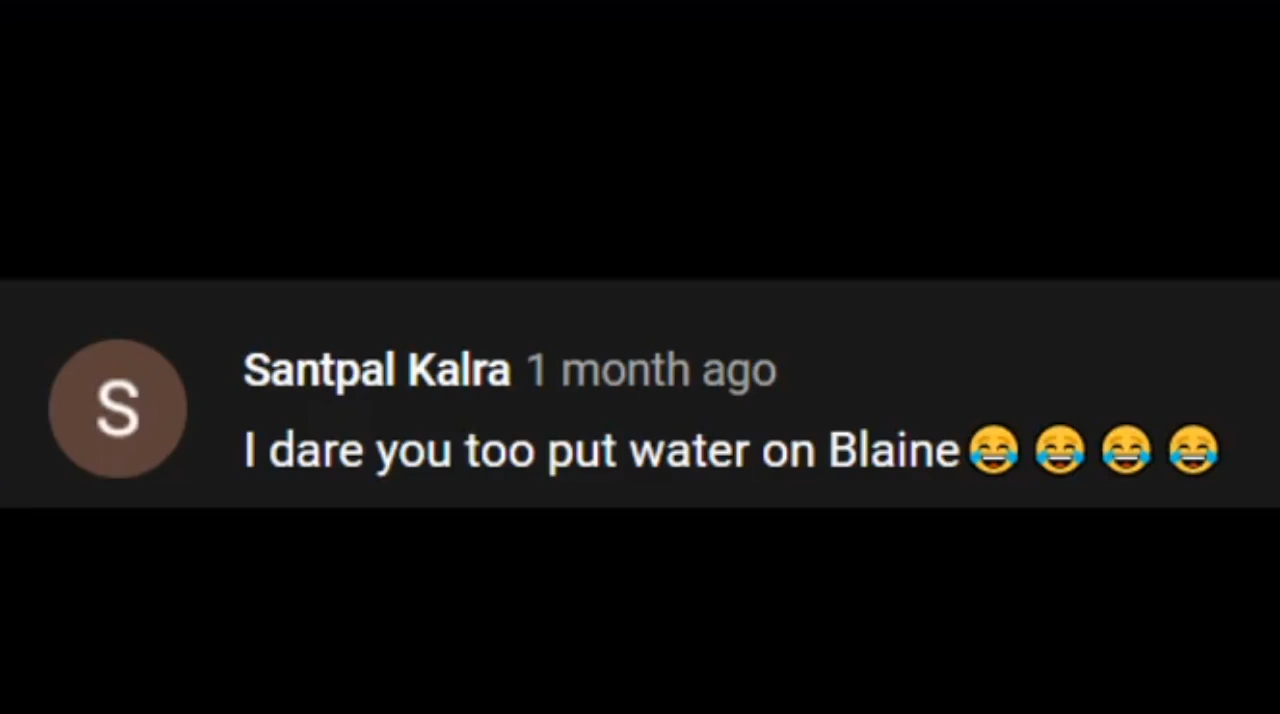 S
Santpal Kalra 1 month ago
I dare you too put water on Blaine😂😂😂😂